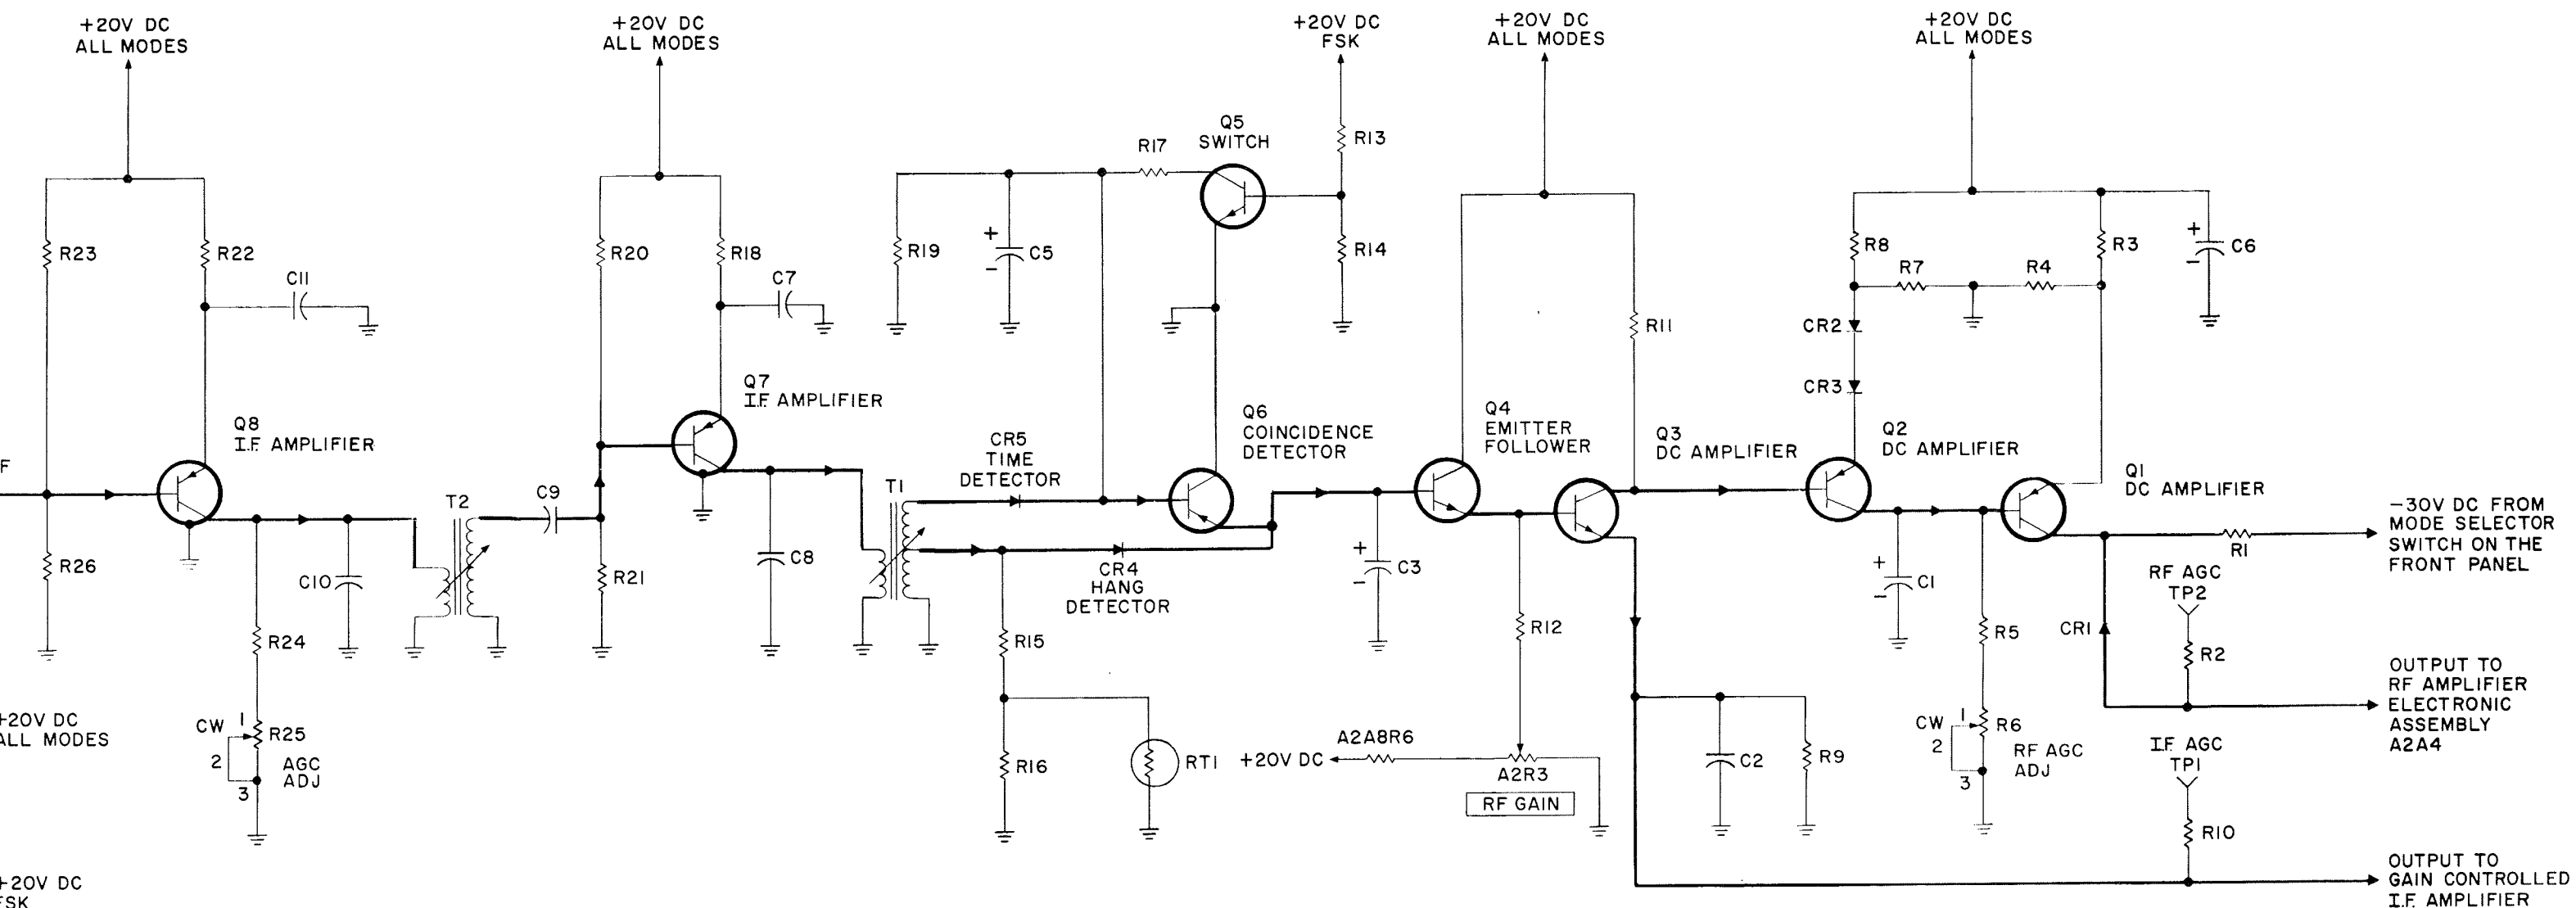 +20V DC
ALL MODES
+20V DC
ALL MODES
+20V DC
FSK
+20V DC
ALL MODES
+20V DC
ALL MODES
R23
R22
C11
Q8
I.F. AMPLIFIER
F
R26
R24
C10
CW
1
2
3
R25
AGC
ADJ
+20V DC
ALL MODES
+20V DC
FSK
T2
C9
R20
R18
C7
Q7
I.F. AMPLIFIER
R21
C8
T1
R19
+
-
C5
R17
Q5
SWITCH
R13
R14
CR5
TIME
DETECTOR
Q6
COINCIDENCE
DETECTOR
CR4
HANG
DETECTOR
R15
R16
RT1
+
-
C3
Q4
EMITTER
FOLLOWER
R11
Q3
DC AMPLIFIER
R12
+20V DC
A2A8R6
A2R3
RF GAIN
C2
R9
R8
R7
R4
R3
+
-
C6
CR2
CR3
Q2
DC AMPLIFIER
Q1
DC AMPLIFIER
+
-
C1
R5
CW
1
2
3
R6
RF AGC
ADJ
R1
-30V DC FROM
MODE SELECTOR
SWITCH ON THE
FRONT PANEL
RF AGC
TP2
CR1
R2
OUTPUT TO
RF AMPLIFIER
ELECTRONIC
ASSEMBLY
A2A4
I.F. AGC
TP1
R10
OUTPUT TO
GAIN CONTROLLED
I.F. AMPLIFIER